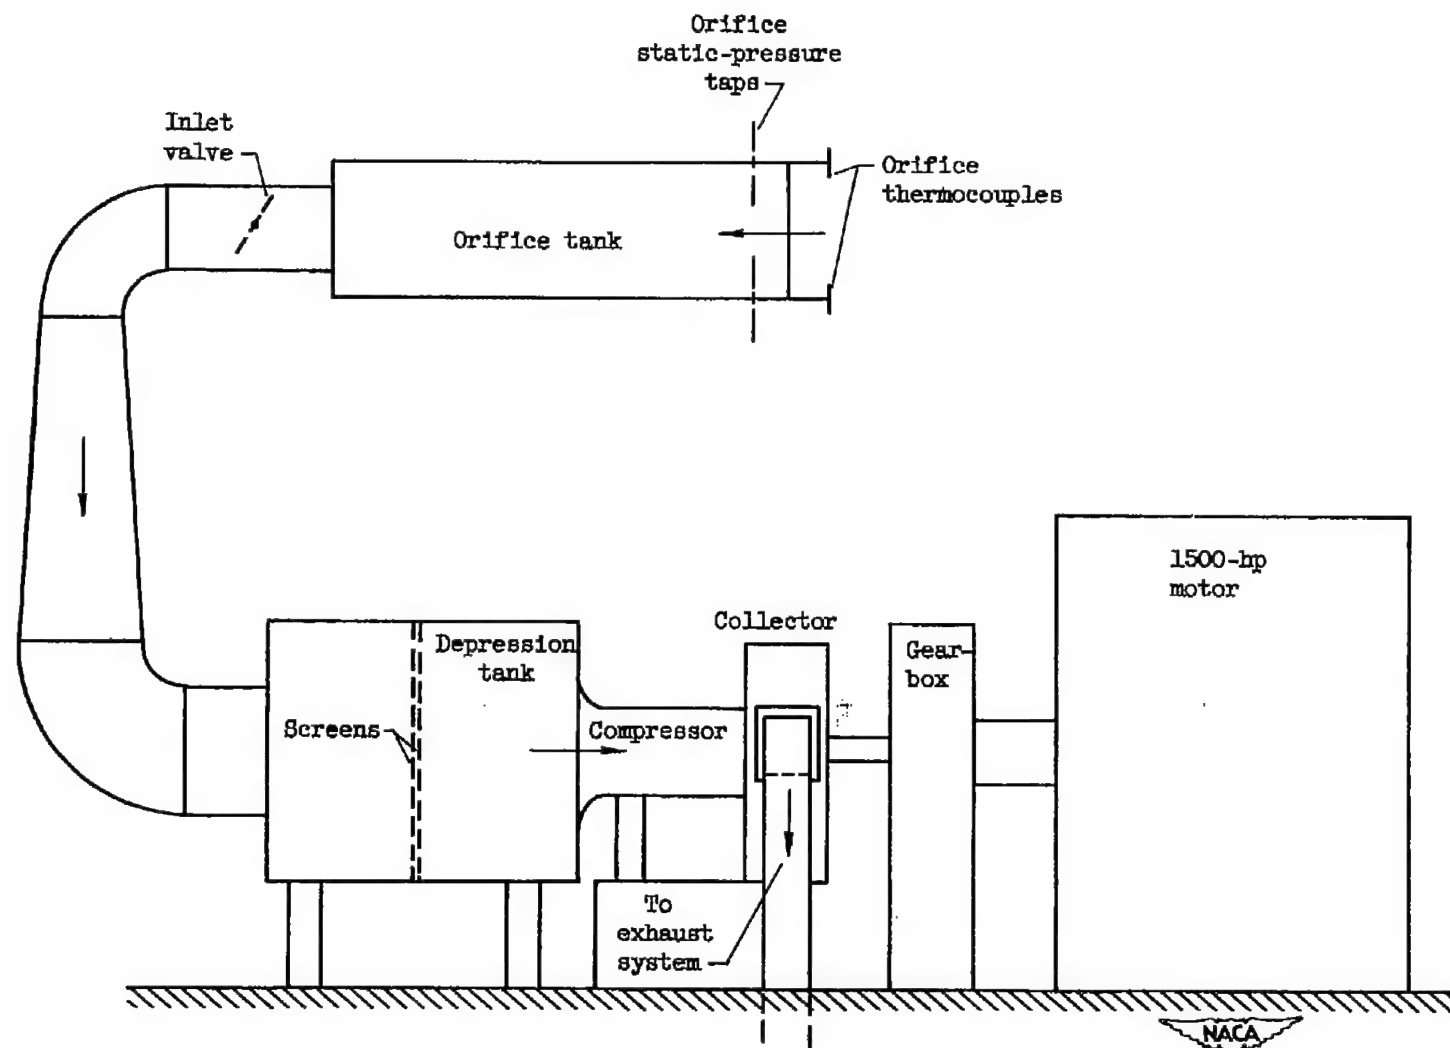 Orifice
static-pressure
taps
Inlet
valve
Orifice
thermocouples
Orifice tank
1500-hp
motor
Collector
Depression
tank
Gear-
box
Screens
Compressor
To
exhaust
system
NACA